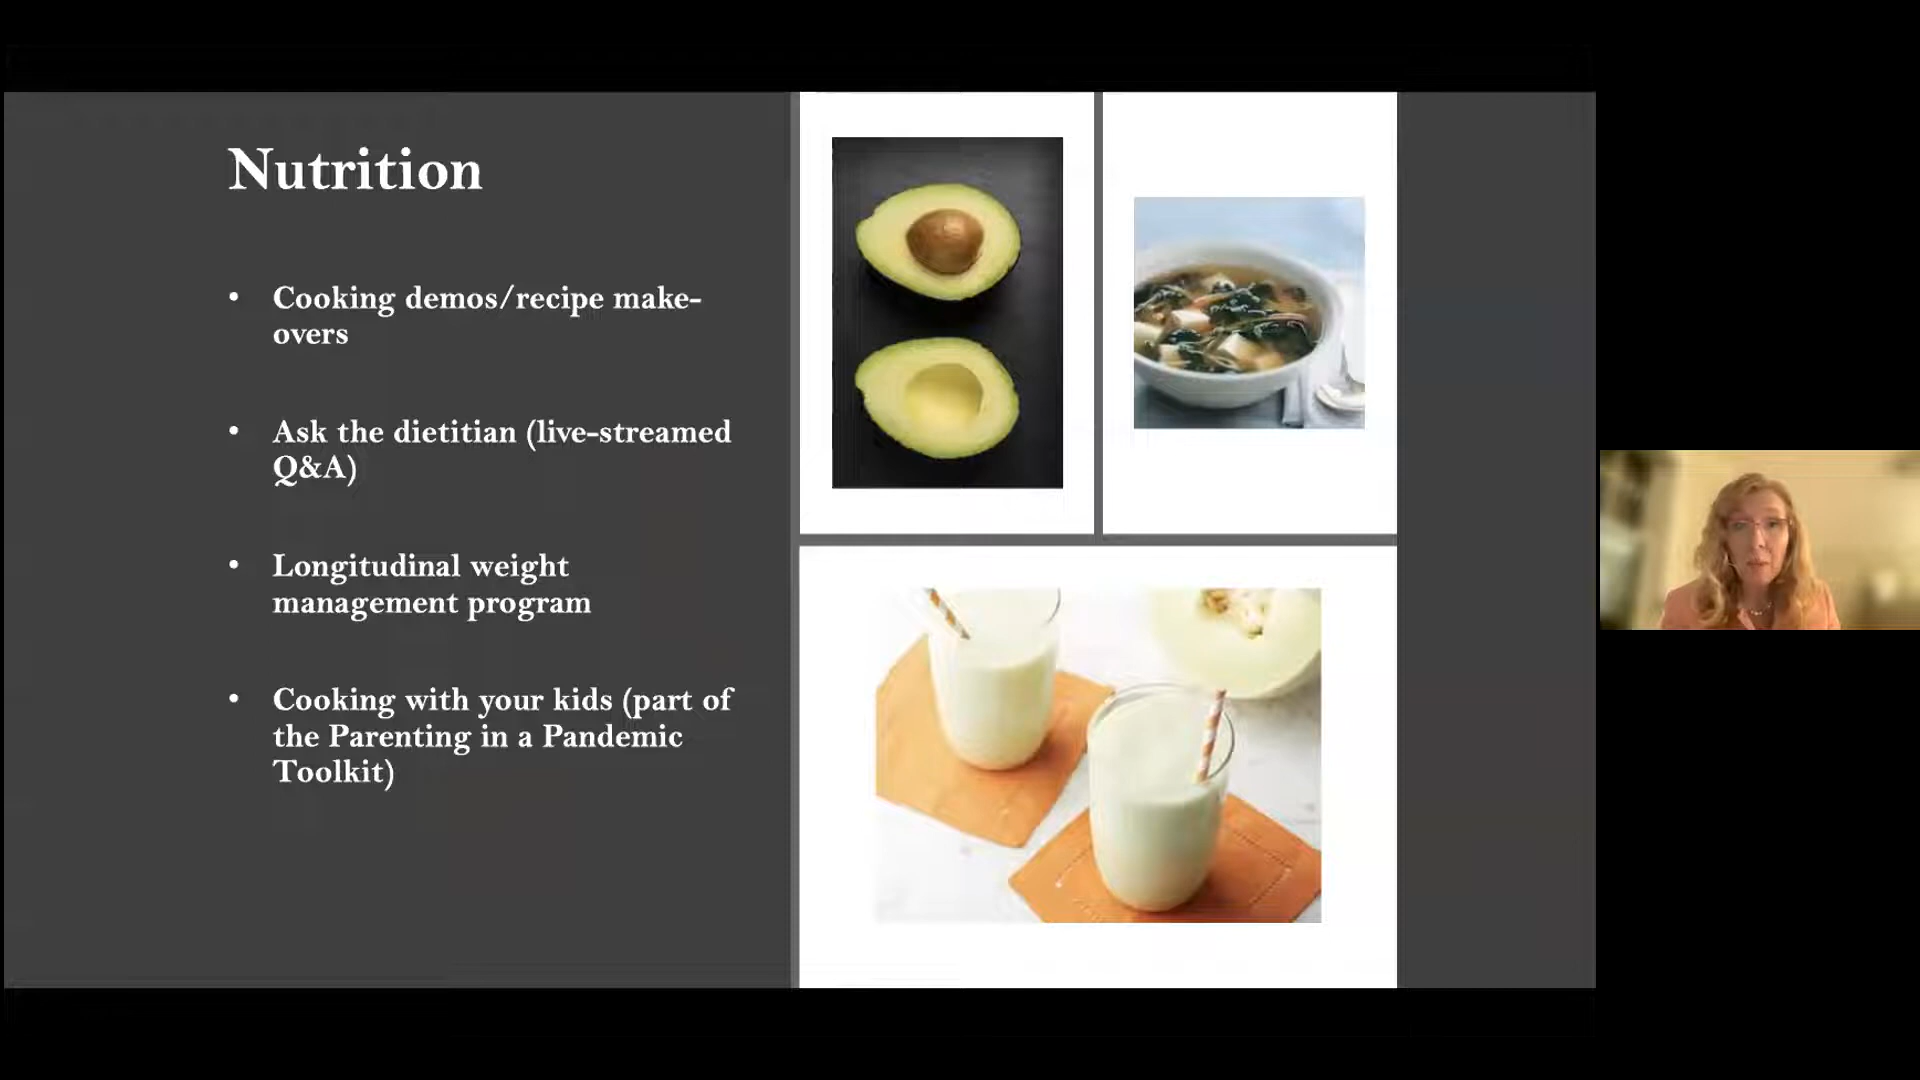 Nutrition
• Cooking demos/recipe make-
overs
• Ask the dietitian (live-streamed
Q&A)
• Longitudinal weight
management program
• Cooking with your kids (part of
the Parenting in a Pandemic
Toolkit)